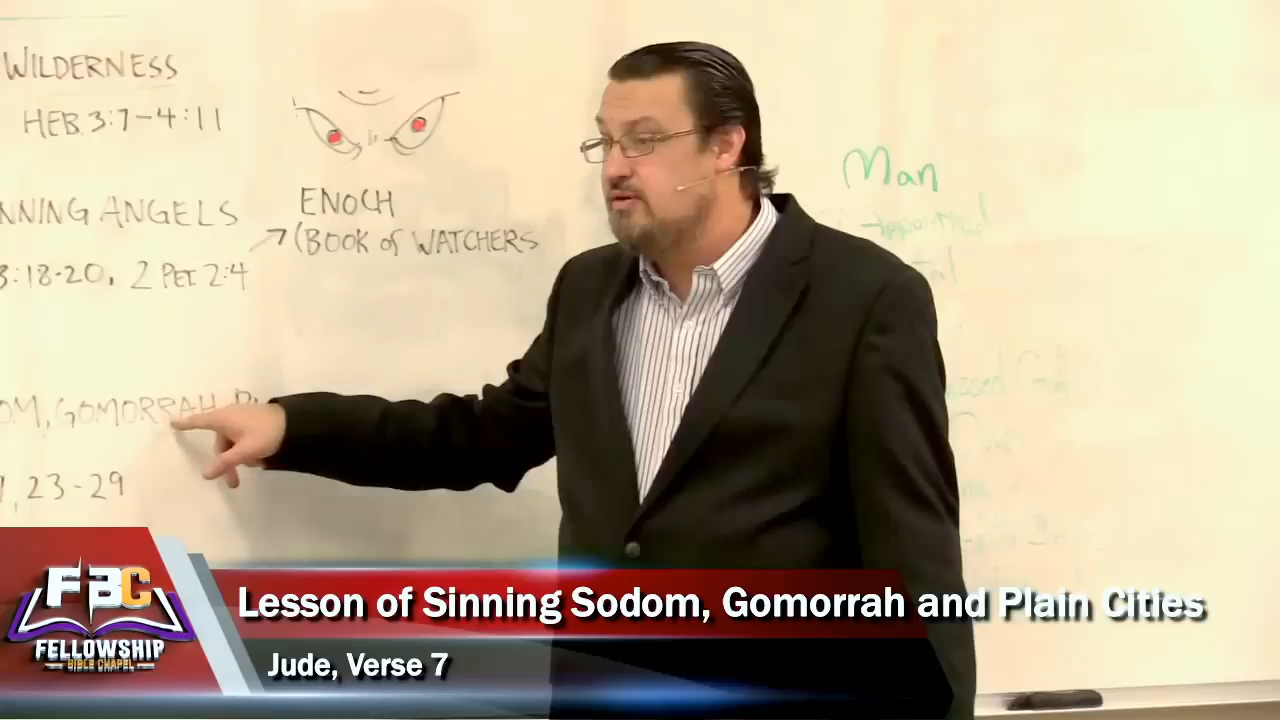 WILDERNESS
HEB 3:7-4:11
NNING ANGELS
3:18-20, 2 PET 2:4
OM, GOMORRAH
, 23-29
ENOCH
(BOOK of WATCHERS
Man
FBC
FELLOWSHIP
BIBLE CHAPEL
Lesson of Sinning Sodom, Gomorrah and Plain Cities
Jude, Verse 7